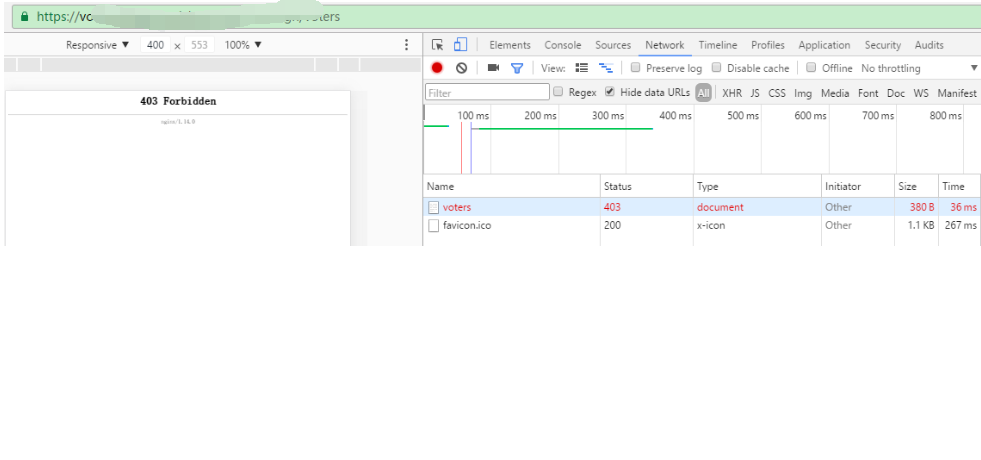 https://vo voters
Responsive ▼ 400 × 553 100% ▼
Elements Console Sources Network Timeline Profiles Application Security Audits
View: Preserve log Disable cache Offline No throttling ▼
Filter Regex Hide data URLs All XHR JS CSS Img Media Font Doc WS Manifest
403 Forbidden
nginx/1.14.0
100 ms 200 ms 300 ms 400 ms 500 ms 600 ms 700 ms 800 ms
Name Status Type Initiator Size Time
voters 403 document Other 380 B 36 ms
favicon.ico 200 x-icon Other 1.1 KB 267 ms